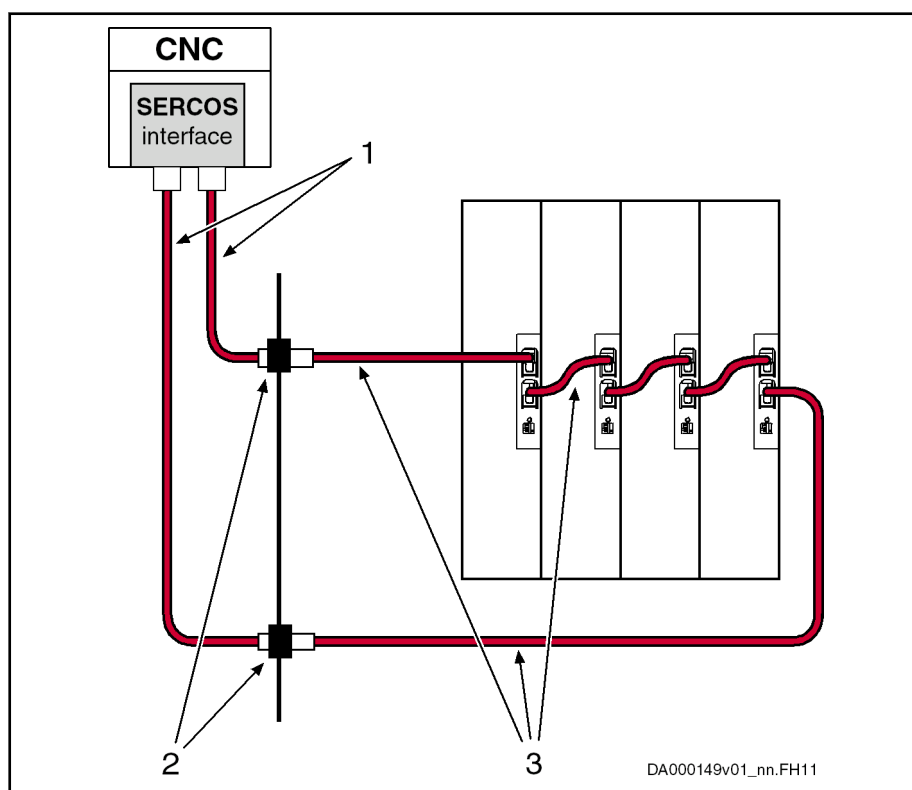 CNC
SERCOS
interface
1
2
3
DA000149v01_nn.FH11